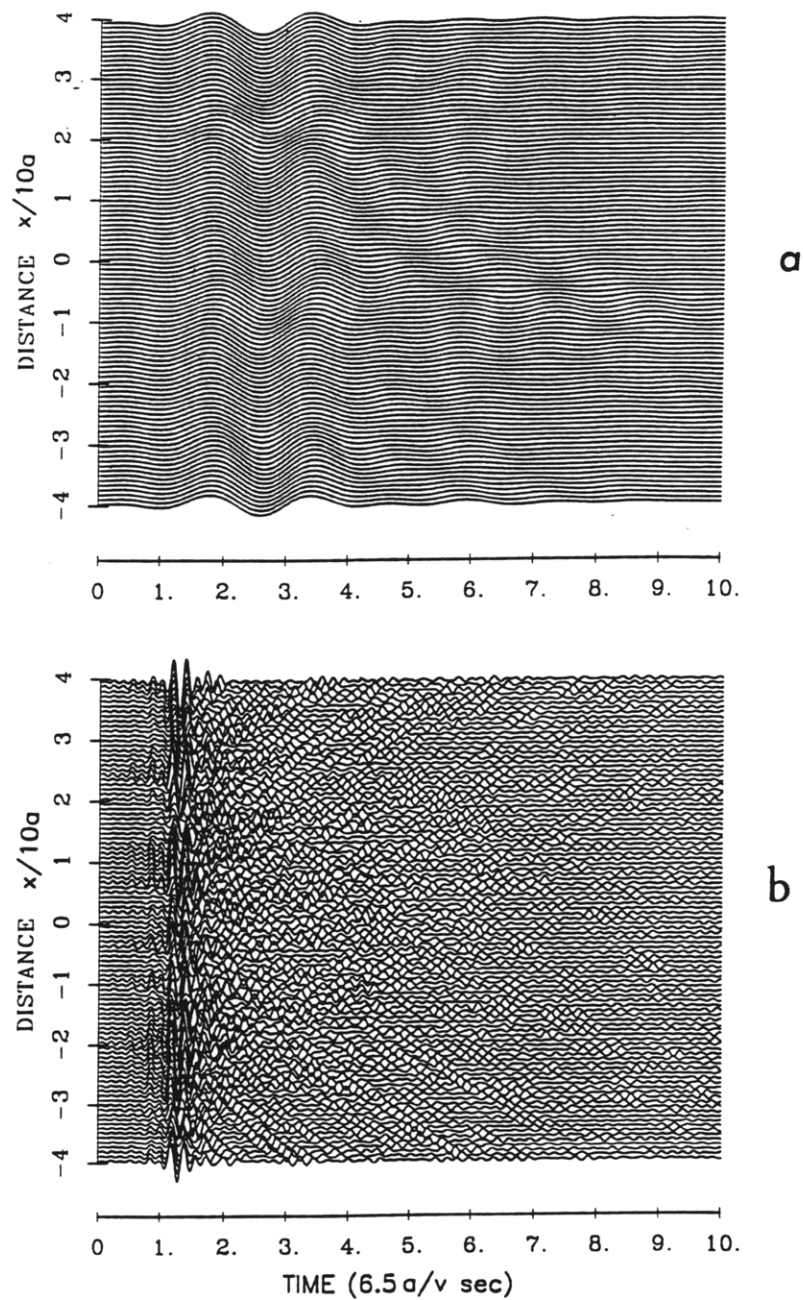 4
3
2
1
0
-1
-2
-3
-4
DISTANCE x/10a
a
0 1. 2. 3. 4. 5. 6. 7. 8. 9. 10.
4
3
2
1
0
-1
-2
-3
-4
DISTANCE x/10a
b
0 1. 2. 3. 4. 5. 6. 7. 8. 9. 10.
TIME (6.5 a/v sec)